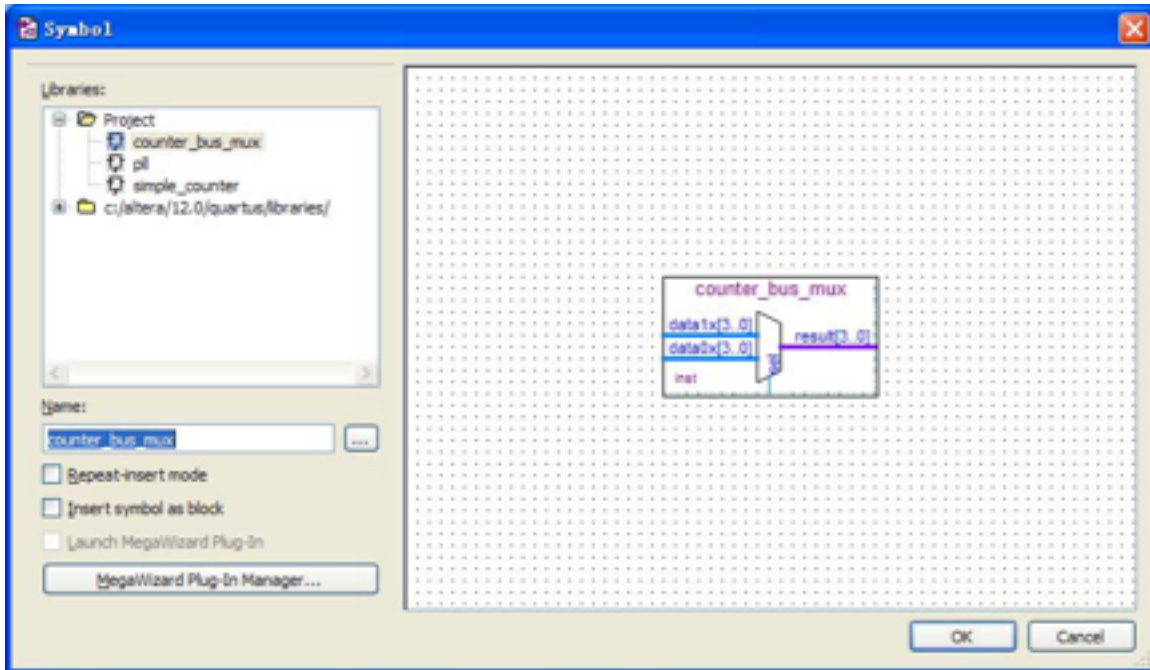 Symbol
Libraries:
Project
counter_bus_mux
pll
simple_counter
c:/altera/12.0/quartus/libraries/
Name:
counter_bus_mux
...
Repeat-insert mode
Insert symbol as block
Launch MegaWizard Plug-In
MegaWizard Plug-In Manager...
counter_bus_mux
data1x[3..0]
data0x[3..0]
result[3..0]
sel
inst
OK
Cancel